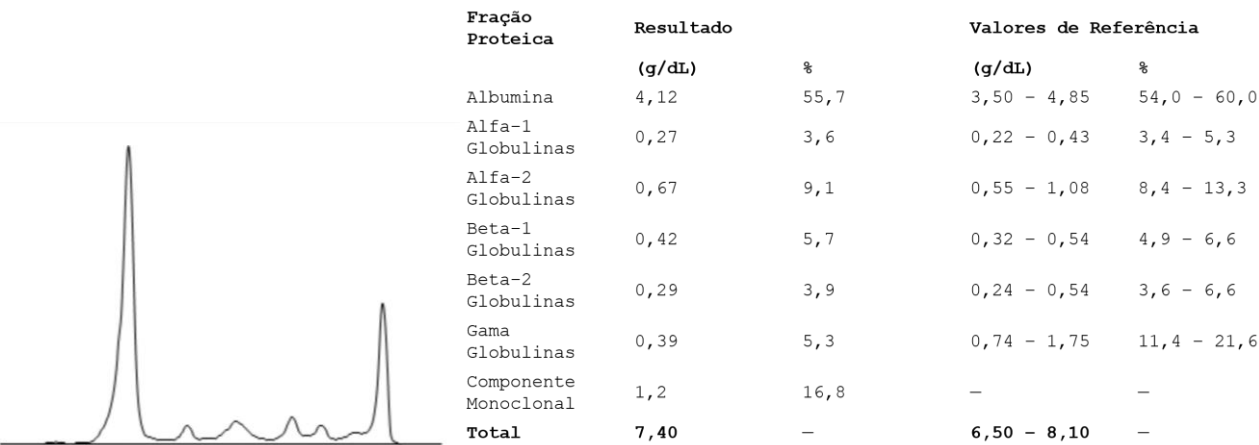 Fração Proteica Resultado Valores de Referência
(g/dL) % (g/dL) %
Albumina 4,12 55,7 3,50 – 4,85 54,0 – 60,0
Alfa-1 Globulinas 0,27 3,6 0,22 – 0,43 3,4 – 5,3
Alfa-2 Globulinas 0,67 9,1 0,55 – 1,08 8,4 – 13,3
Beta-1 Globulinas 0,42 5,7 0,32 – 0,54 4,9 – 6,6
Beta-2 Globulinas 0,29 3,9 0,24 – 0,54 3,6 – 6,6
Gama Globulinas 0,39 5,3 0,74 – 1,75 11,4 – 21,6
Componente Monoclonal 1,2 16,8 — —
Total 7,40 — 6,50 – 8,10 —